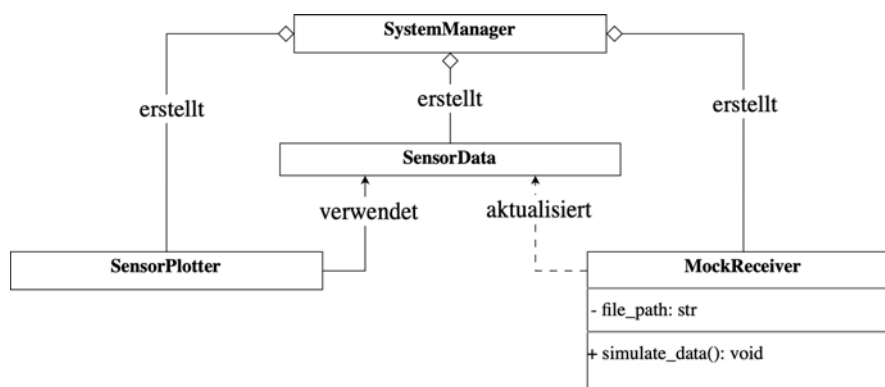 SystemManager
erstellt
erstellt
erstellt
SensorData
verwendet
aktualisiert
SensorPlotter
MockReceiver
- file_path: str
+ simulate_data(): void